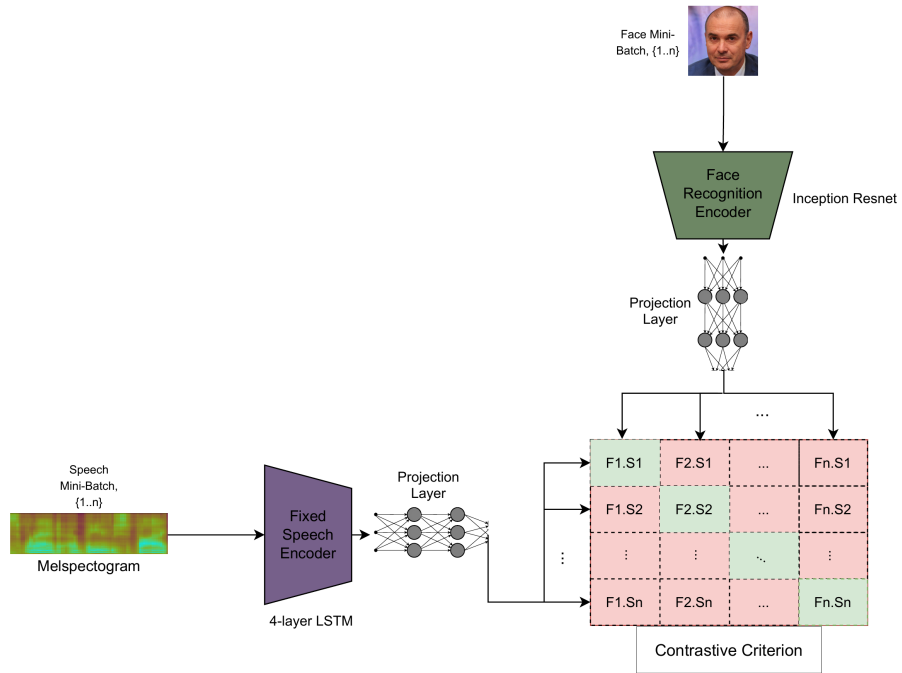 Face Mini-
Batch, {1..n}
Face
Recognition
Encoder
Inception Resnet
Projection
Layer
...
Speech
Mini-Batch,
{1..n}
Melspectogram
Fixed
Speech
Encoder
4-layer LSTM
Projection
Layer
...
F1.S1 F2.S1 ... Fn.S1
F1.S2 F2.S2 ... Fn.S2
⋮ ⋮ ⋱ ⋮
F1.Sn F2.Sn ... Fn.Sn
Contrastive Criterion